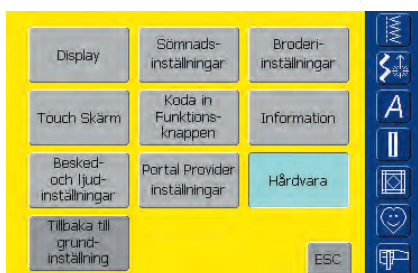 Display
Sömnads-
inställningar
Broderi-
inställningar
Touch Skärm
Koda in
Funktions-
knappen
Information
Besked-
och ljud-
inställningar
Portal Provider
inställningar
Hårdvara
Tillbaka till
grund-
inställning
ESC
A